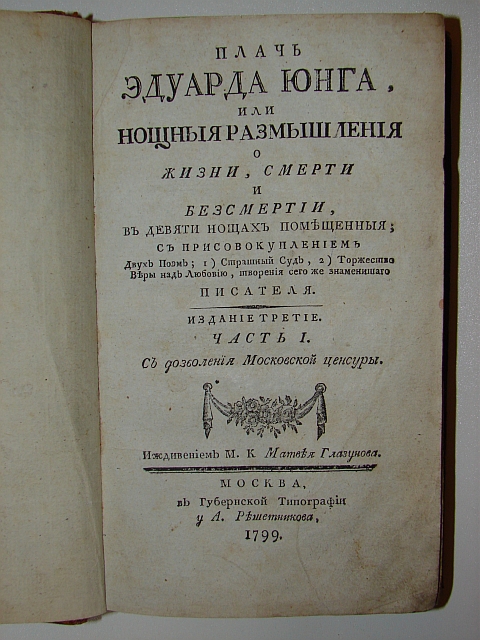 ПЛАЧЬ
ЭДУАРДА ЮНГА,
ИЛИ
НОЩНЫЯ РАЗМЫШЛЕНІЯ
О
ЖИЗНИ, СМЕРТИ
И
БЕЗСМЕРТІИ,
ВЪ ДЕВЯТИ НОЩАХЪ ПОМѢЩЕННЫЯ;
СЪ ПРИСОВОКУПЛЕНІЕМЪ
Двухъ Поэмъ; 1) Страшный Судъ, 2) Торжество
Вѣры надъ Любовію, творенія сего же знаменишаго
ПИСАТЕЛЯ.
ИЗДАНІЕ ТРЕТІЕ.
ЧАСТЬ I.
Съ дозволенія Московской ценсуры.
Иждивеніемъ М. К Матвѣя Глазунова.
МОСКВА,
въ Губернской Типографіи
у А. Рѣшетникова,
1799.